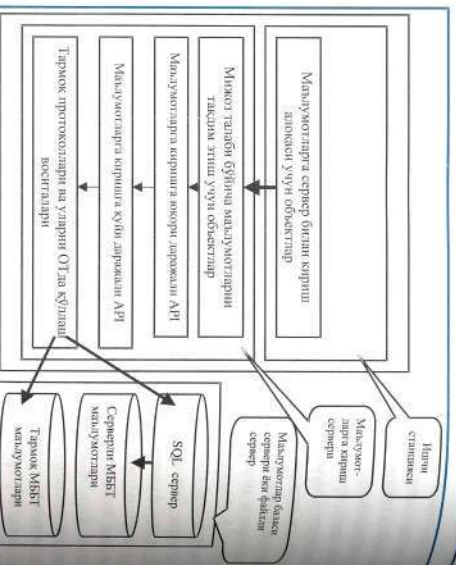 Ишчи
станцияси
Маълумотларга сервер билан кириш
алоқаси учун объектлар
Маълумот-
ларга кириш
сервери
Мижоз талаби бўйича маълумотларни
тақдим этиш учун объектлар
Маълумотларга киришга юқори даражали API
Маълумотларга киришга қуйи даражали API
Тармоқ протоколлари ва уларни ОТда қўллаш
воситалари
Маълумотлар базаси
сервери ёки файлли
сервер
SQL сервер
Серверли МББТ
маълумотлари
Тармоқ МББТ
маълумотлари